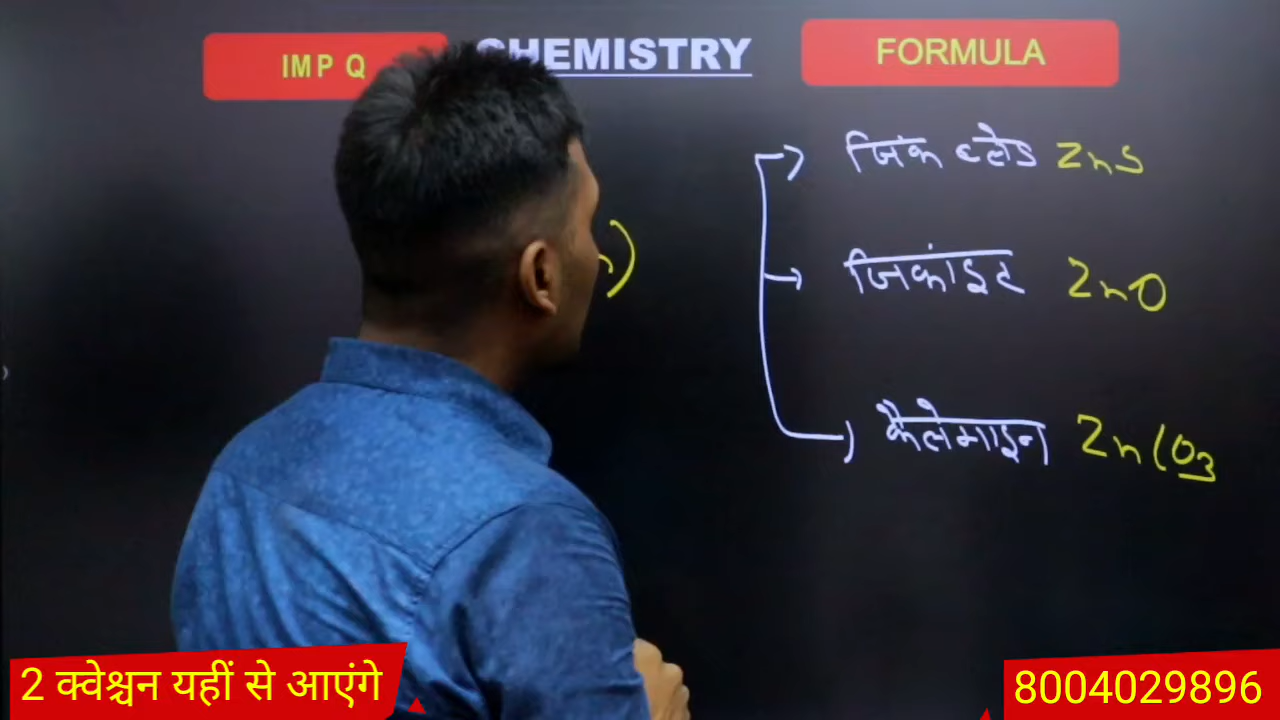 IMP Q CHEMISTRY FORMULA
जिंक ब्लेंड ZnS
n)
जिंकाइट ZnO
कैलेमाइन ZnCO3
2 क्वेश्चन यहीं से आएंगे
8004029896